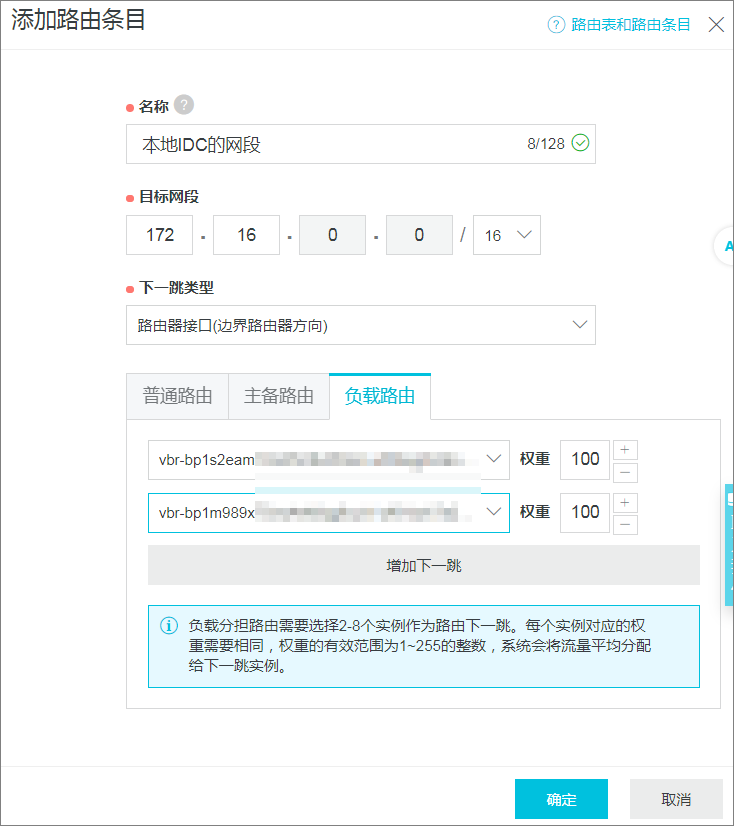 添加路由条目
路由表和路由条目
名称
本地IDC的网段 8/128
目标网段
172 . 16 . 0 . 0 / 16
下一跳类型
路由器接口(边界路由器方向)
普通路由 主备路由 负载路由
vbr-bp1s2eam 权重 100
vbr-bp1m989x 权重 100
增加下一跳
负载分担路由需要选择2-8个实例作为路由下一跳。每个实例对应的权
重需要相同，权重的有效范围为1~255的整数，系统会将流量平均分配
给下一跳实例。
确定 取消